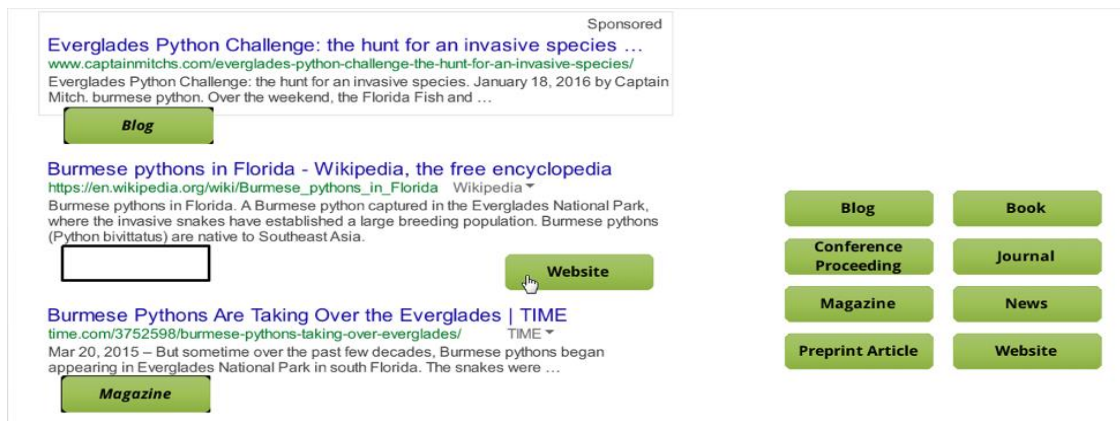 Sponsored
Everglades Python Challenge: the hunt for an invasive species ...
www.captainmitchs.com/everglades-python-challenge-the-hunt-for-an-invasive-species/
Everglades Python Challenge: the hunt for an invasive species. January 18, 2016 by Captain
Mitch. burmese python. Over the weekend, the Florida Fish and ...
Blog
Burmese pythons in Florida - Wikipedia, the free encyclopedia
https://en.wikipedia.org/wiki/Burmese_pythons_in_Florida Wikipedia
Burmese pythons in Florida. A Burmese python captured in the Everglades National Park,
where the invasive snakes have established a large breeding population. Burmese pythons
(Python bivittatus) are native to Southeast Asia.
Website
Burmese Pythons Are Taking Over the Everglades | TIME
time.com/3752598/burmese-pythons-taking-over-everglades/ TIME
Mar 20, 2015 – But sometime over the past few decades, Burmese pythons began
appearing in Everglades National Park in south Florida. The snakes were ...
Magazine
Blog Book
Conference
Proceeding
Journal
Magazine News
Preprint Article Website